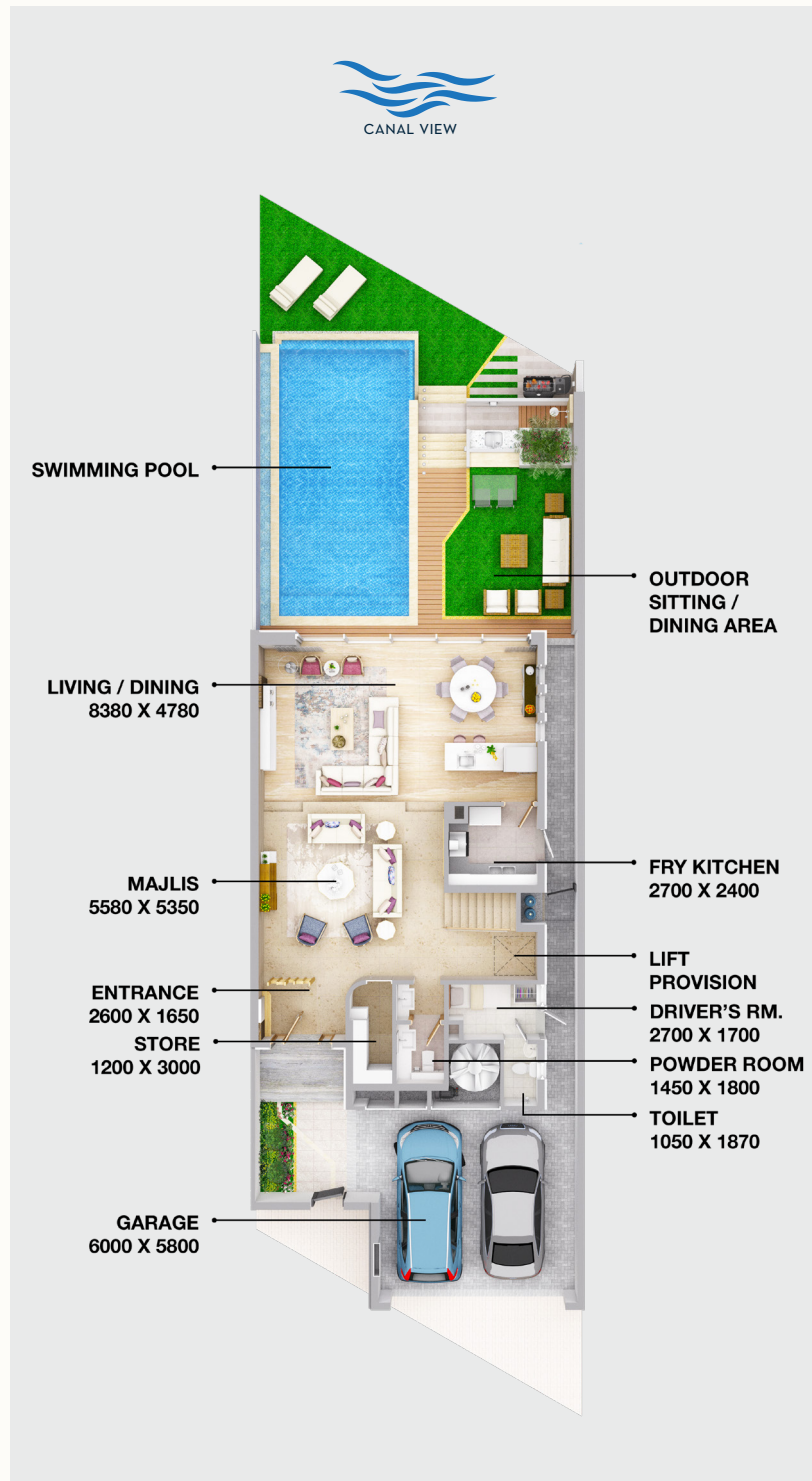 CANAL VIEW
SWIMMING POOL
OUTDOOR
SITTING /
DINING AREA
LIVING / DINING
8380 X 4780
FRY KITCHEN
2700 X 2400
MAJLIS
5580 X 5350
LIFT
PROVISION
ENTRANCE
2600 X 1650
DRIVER'S RM.
2700 X 1700
STORE
1200 X 3000
POWDER ROOM
1450 X 1800
TOILET
1050 X 1870
GARAGE
6000 X 5800